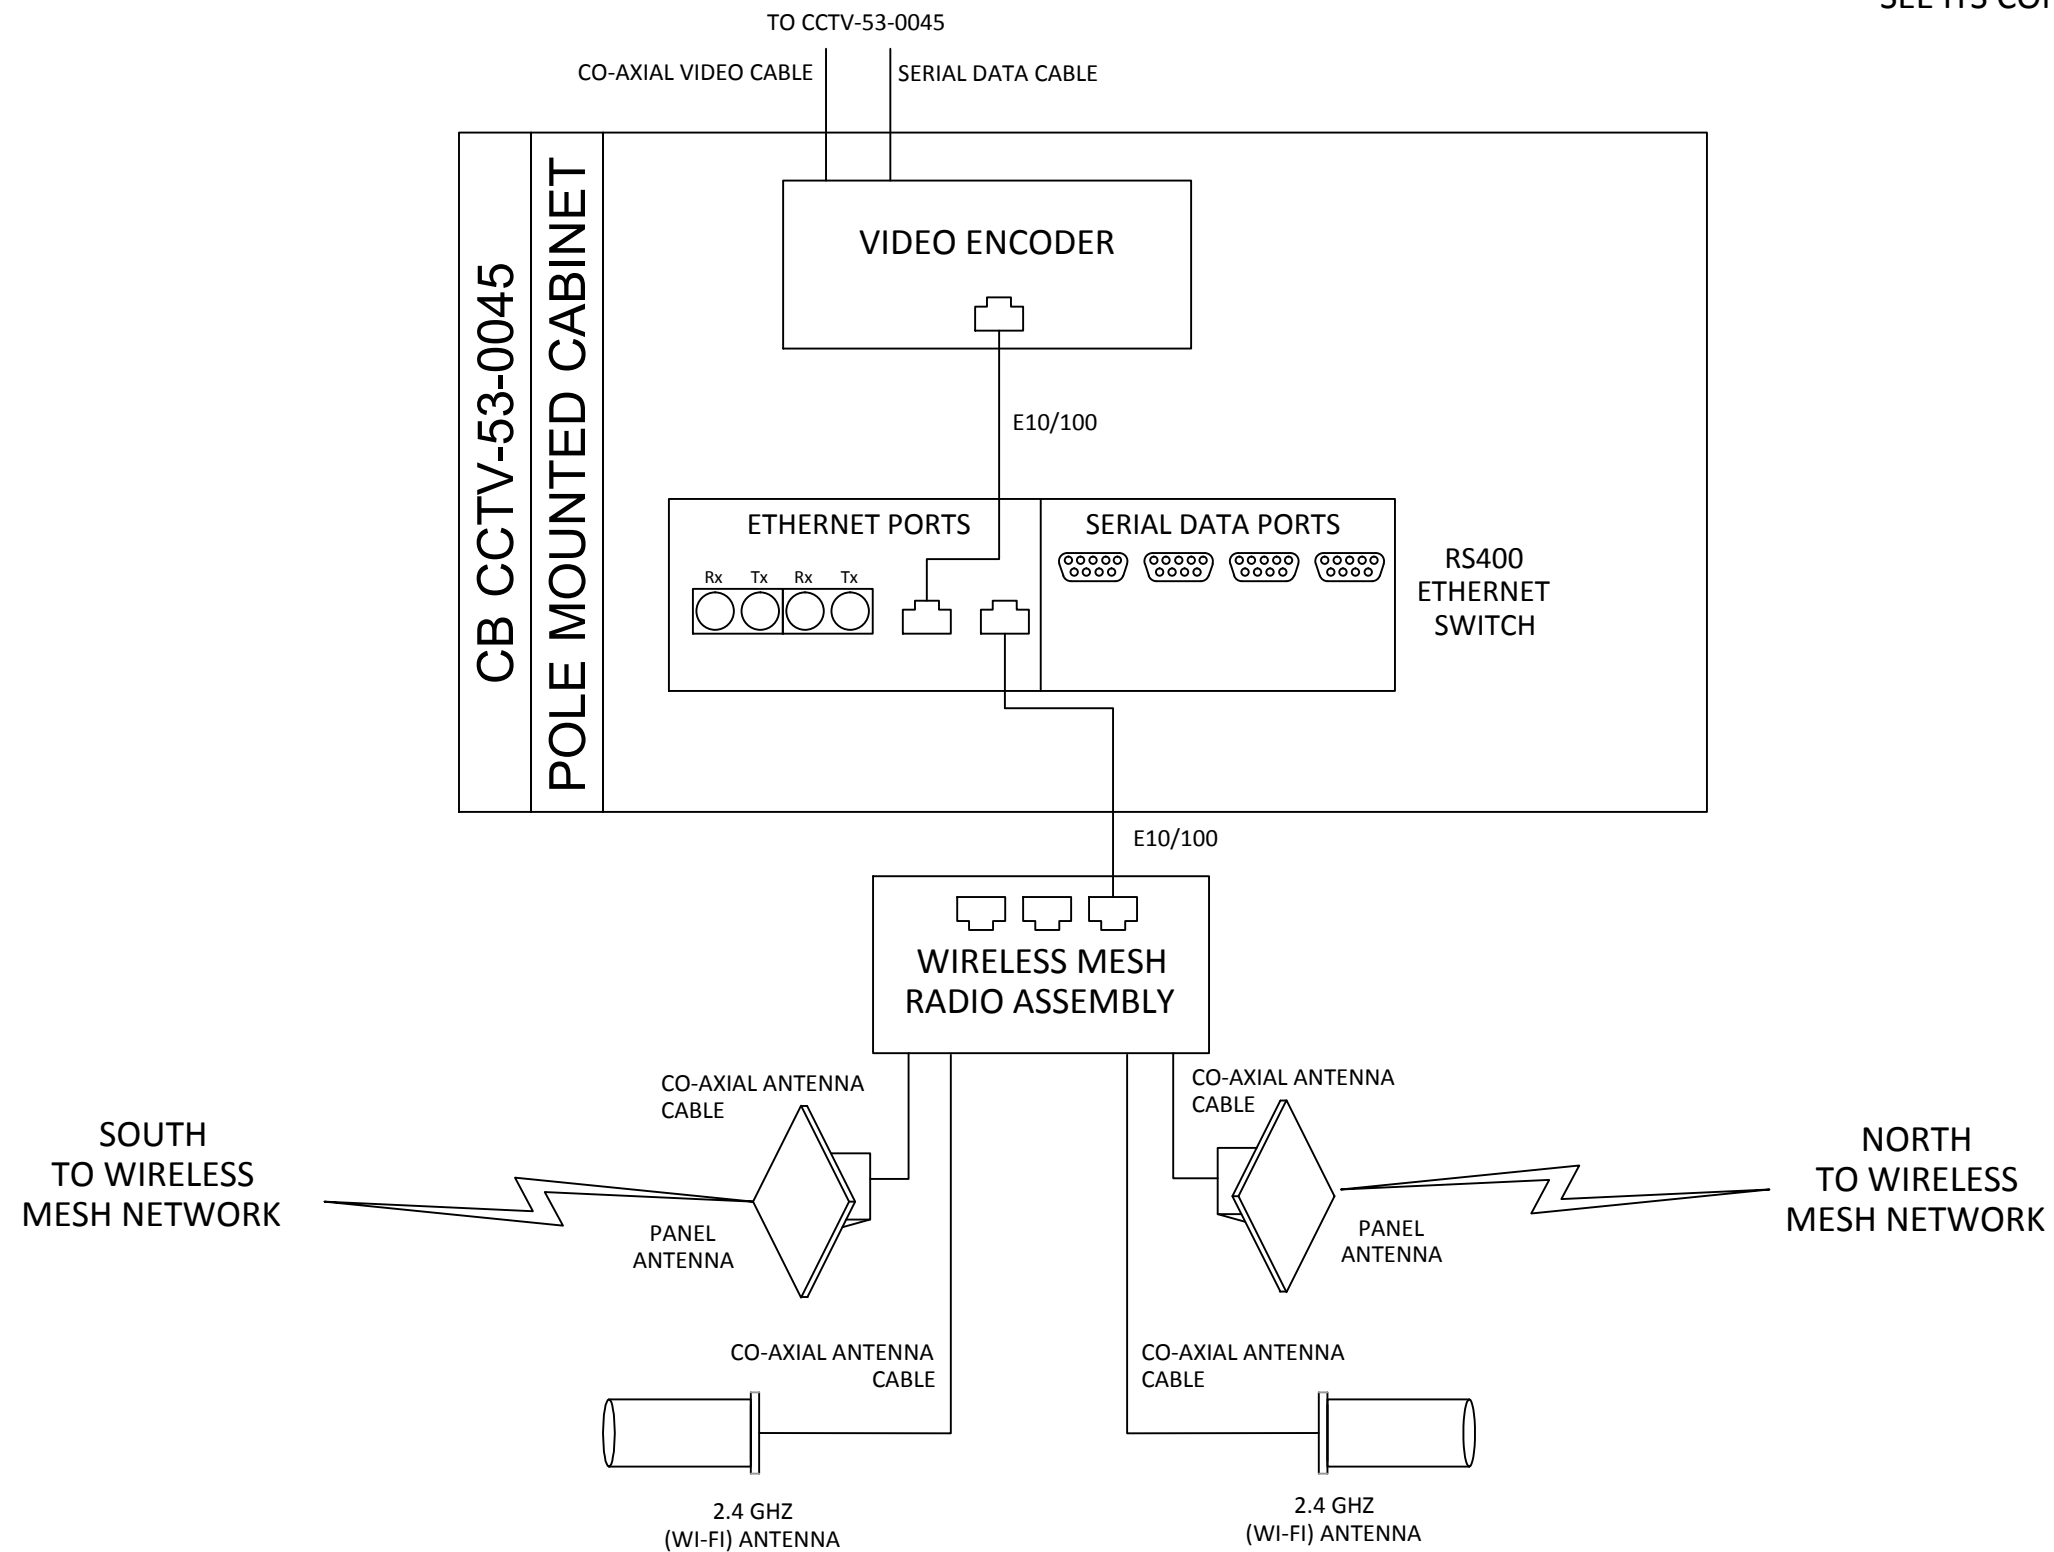 TO CCTV-53-0045
CO-AXIAL VIDEO CABLE
SERIAL DATA CABLE
CB CCTV-53-0045
POLE MOUNTED CABINET
VIDEO ENCODER
E10/100
ETHERNET PORTS
SERIAL DATA PORTS
Rx Tx Rx Tx
RS400
ETHERNET
SWITCH
E10/100
WIRELESS MESH
RADIO ASSEMBLY
CO-AXIAL ANTENNA
CABLE
CO-AXIAL ANTENNA
CABLE
SOUTH
TO WIRELESS
MESH NETWORK
NORTH
TO WIRELESS
MESH NETWORK
PANEL
ANTENNA
PANEL
ANTENNA
CO-AXIAL ANTENNA
CABLE
CO-AXIAL ANTENNA
CABLE
2.4 GHZ
(WI-FI) ANTENNA
2.4 GHZ
(WI-FI) ANTENNA